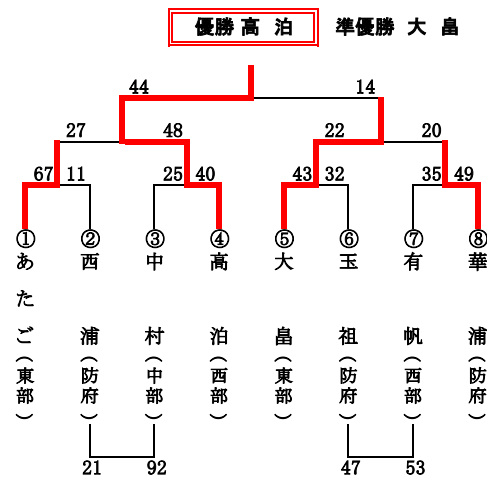 優勝 高 泊 準優勝 大 畠
44 14
27 48 22 20
67 11 25 40 43 32 35 49
① ② ③ ④ ⑤ ⑥ ⑦ ⑧
あたご（東部）
西浦（防府）
中村（中部）
高泊（西部）
大畠（東部）
玉祖（防府）
有帆（西部）
華浦（防府）
21 92 47 53